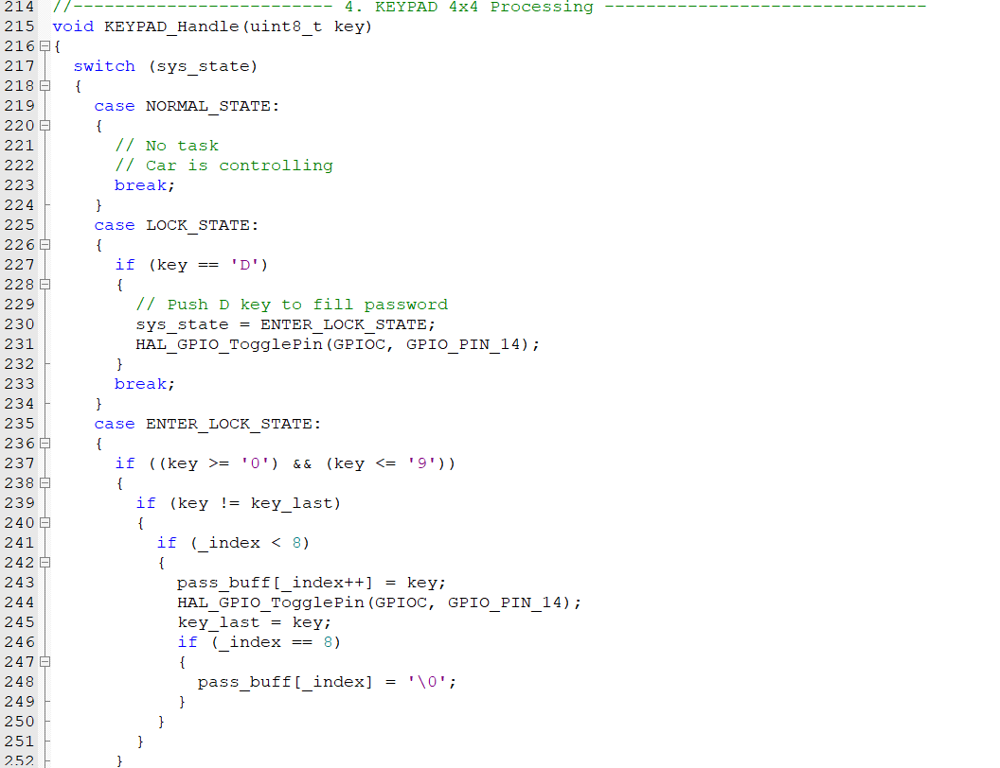 214 //------------------------- 4. KEYPAD 4x4 Processing -------------------------------
215 void KEYPAD_Handle(uint8_t key)
216 {
217   switch (sys_state)
218   {
219     case NORMAL_STATE:
220     {
221       // No task
222       // Car is controlling
223       break;
224     }
225     case LOCK_STATE:
226     {
227       if (key == 'D')
228       {
229         // Push D key to fill password
230         sys_state = ENTER_LOCK_STATE;
231         HAL_GPIO_TogglePin(GPIOC, GPIO_PIN_14);
232       }
233       break;
234     }
235     case ENTER_LOCK_STATE:
236     {
237       if ((key >= '0') && (key <= '9'))
238       {
239         if (key != key_last)
240         {
241           if (_index < 8)
242           {
243             pass_buff[_index++] = key;
244             HAL_GPIO_TogglePin(GPIOC, GPIO_PIN_14);
245             key_last = key;
246             if (_index == 8)
247             {
248               pass_buff[_index] = '\0';
249             }
250           }
251         }
252       }